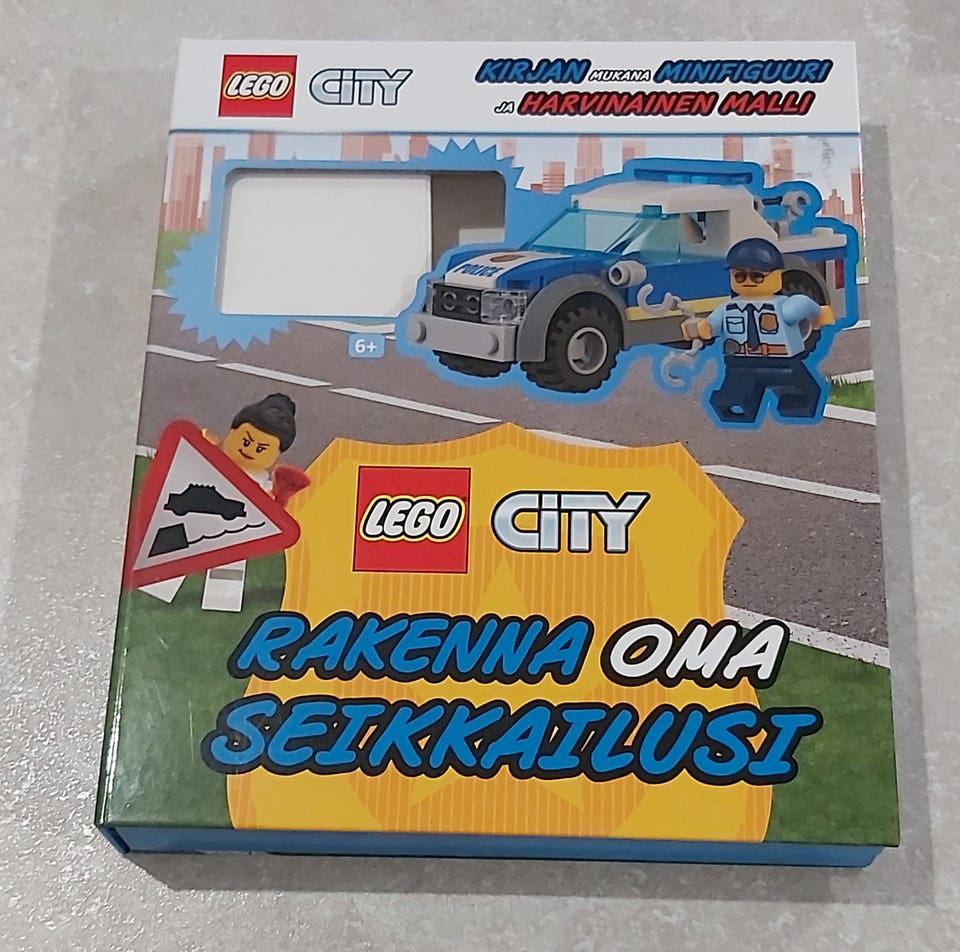 LEGO CITY
KIRJAN MUKANA MINIFIGUURI
JA HARVINAINEN MALLI
POLICE
6+
LEGO CITY
RAKENNA OMA
SEIKKAILUSI